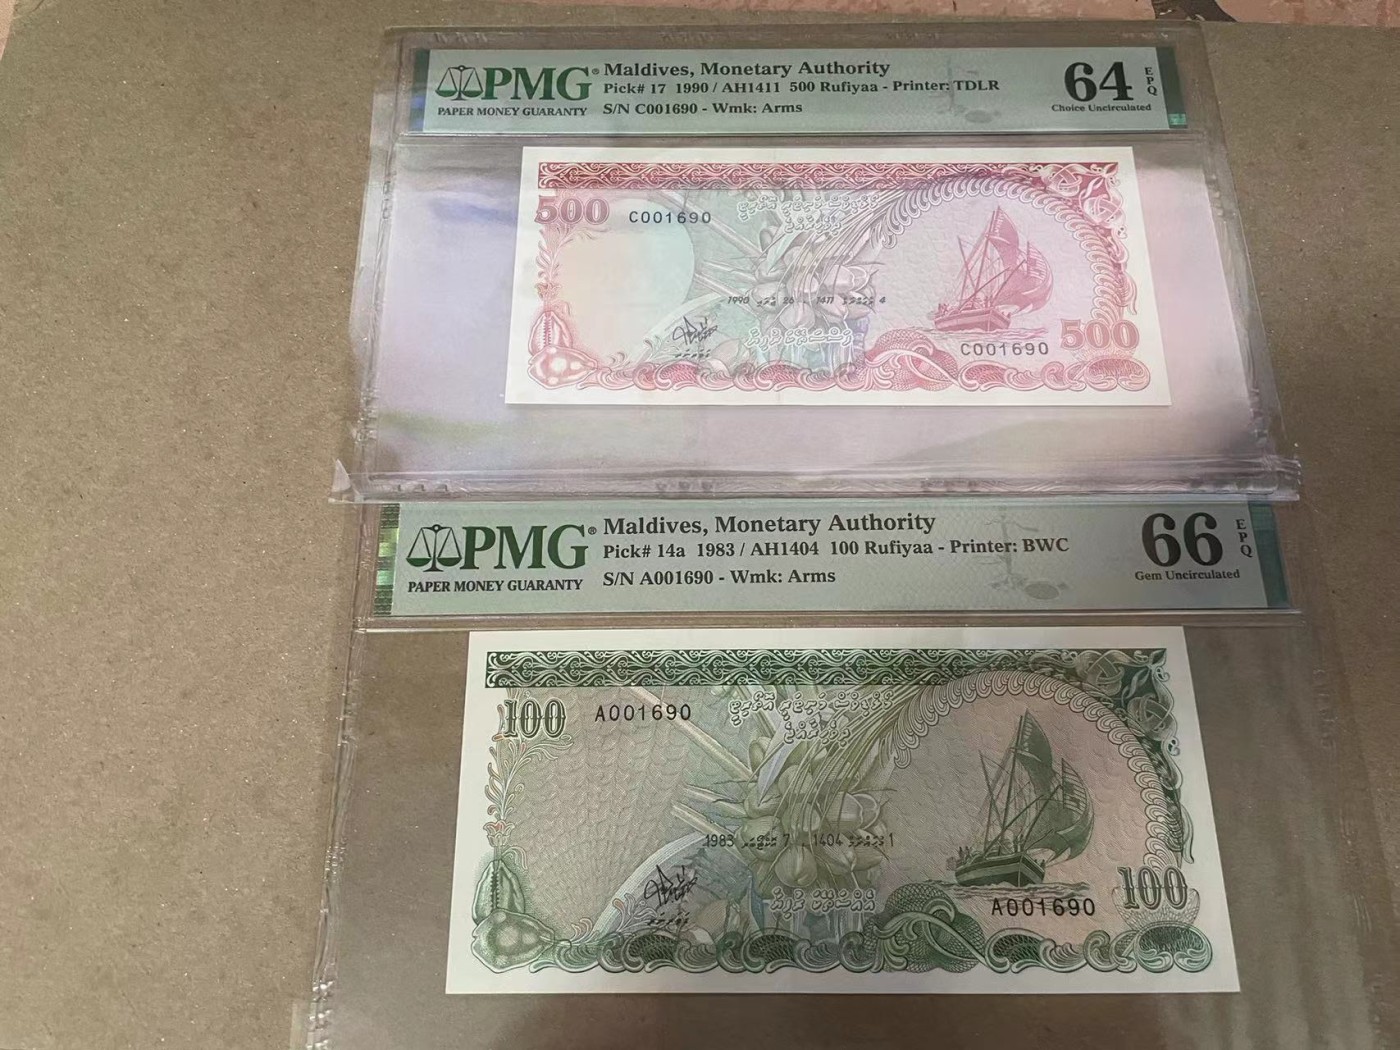 PMG® Maldives, Monetary Authority
PAPER MONEY GUARANTY
Pick# 17 1990 / AH1411 500 Rufiyaa - Printer: TDLR
S/N C001690 - Wmk: Arms
64 EPQ
Choice Uncirculated
500 C001690
1990 26 1411 4
C001690 500
PMG® Maldives, Monetary Authority
PAPER MONEY GUARANTY
Pick# 14a 1983 / AH1404 100 Rufiyaa - Printer: BWC
S/N A001690 - Wmk: Arms
66 EPQ
Gem Uncirculated
100 A001690
1983 7 1404 1
A001690 100